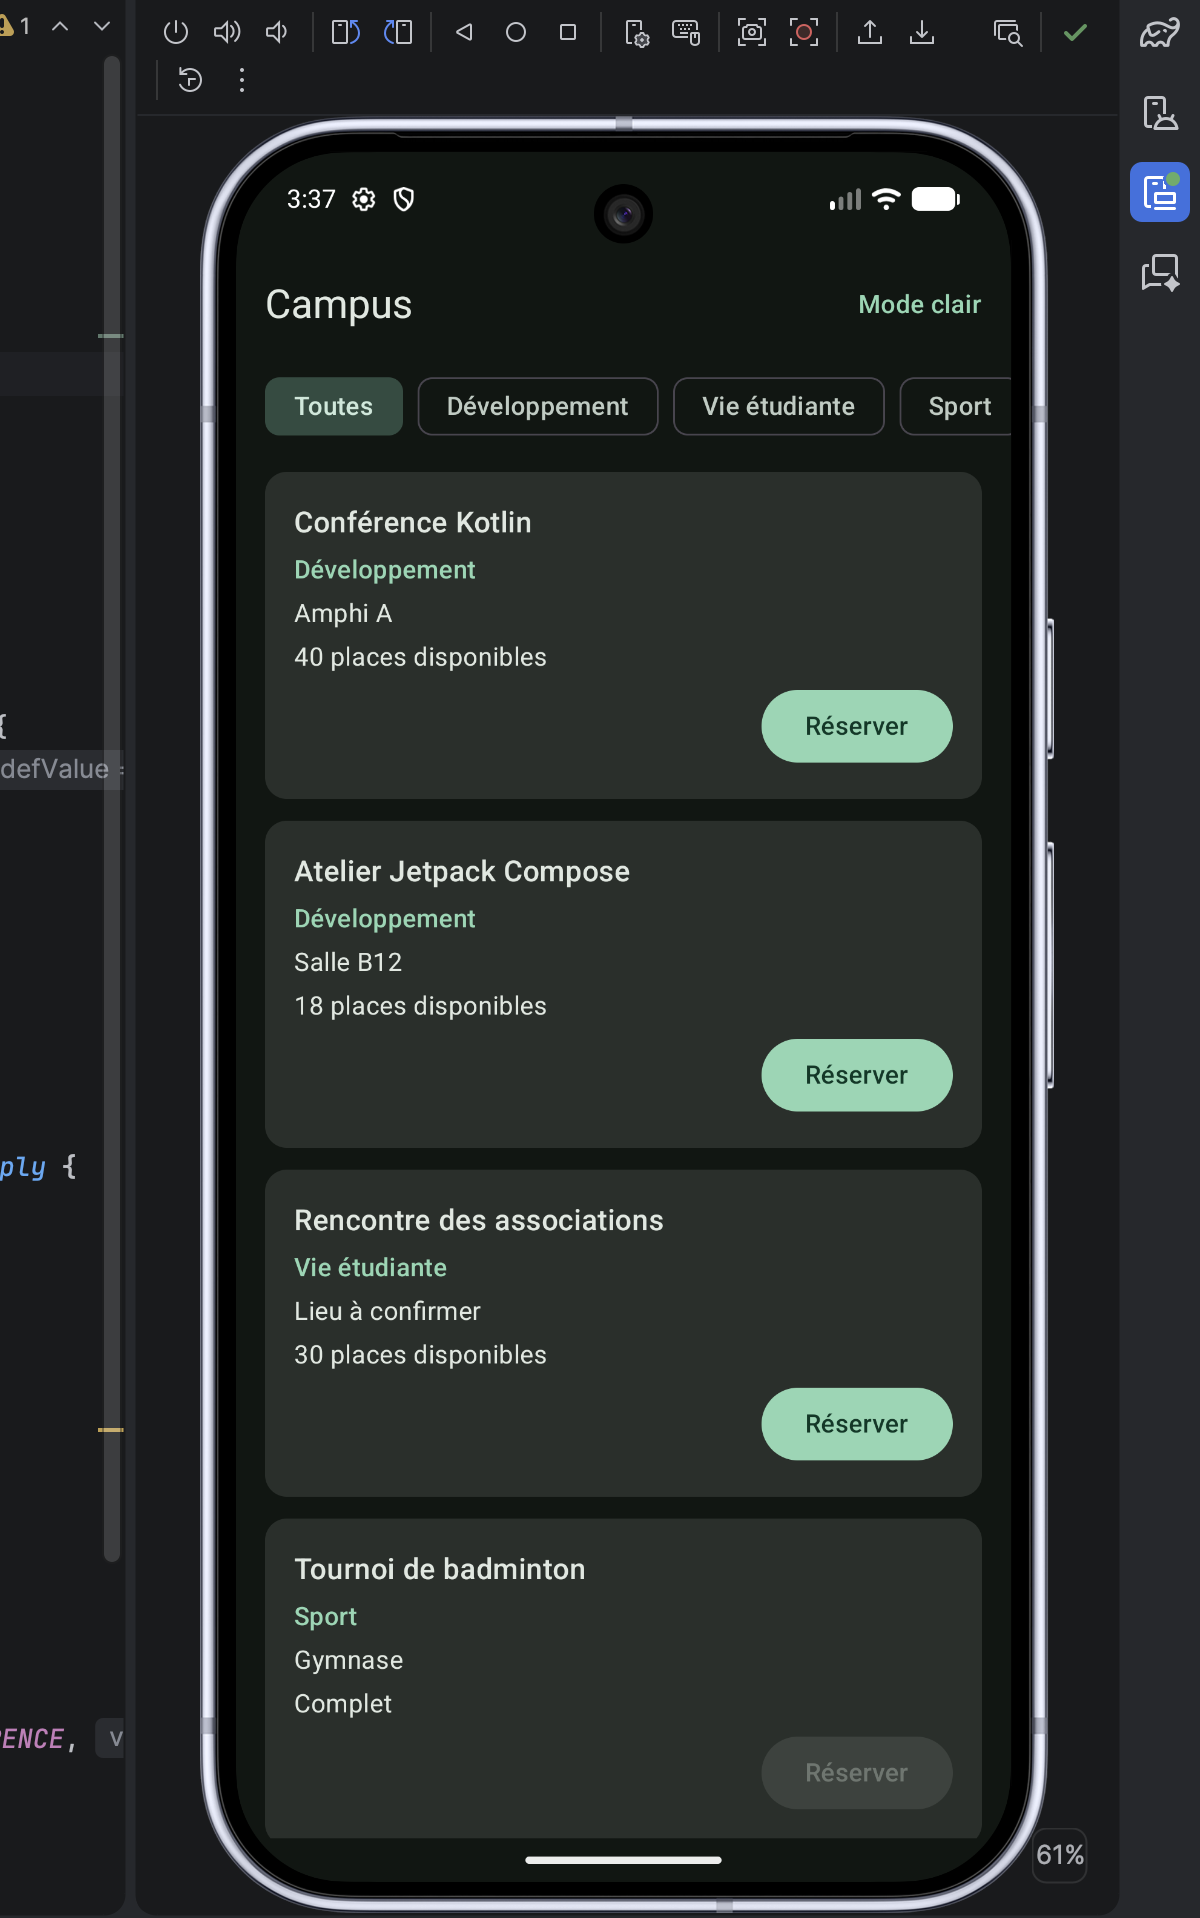 1
3:37
Campus
Mode clair
Toutes
Développement
Vie étudiante
Sport
Conférence Kotlin
Développement
Amphi A
40 places disponibles
Réserver
{
defValue =
Atelier Jetpack Compose
Développement
Salle B12
18 places disponibles
Réserver
ply {
Rencontre des associations
Vie étudiante
Lieu à confirmer
30 places disponibles
Réserver
Tournoi de badminton
Sport
Gymnase
Complet
Réserver
ENCE, v
61%